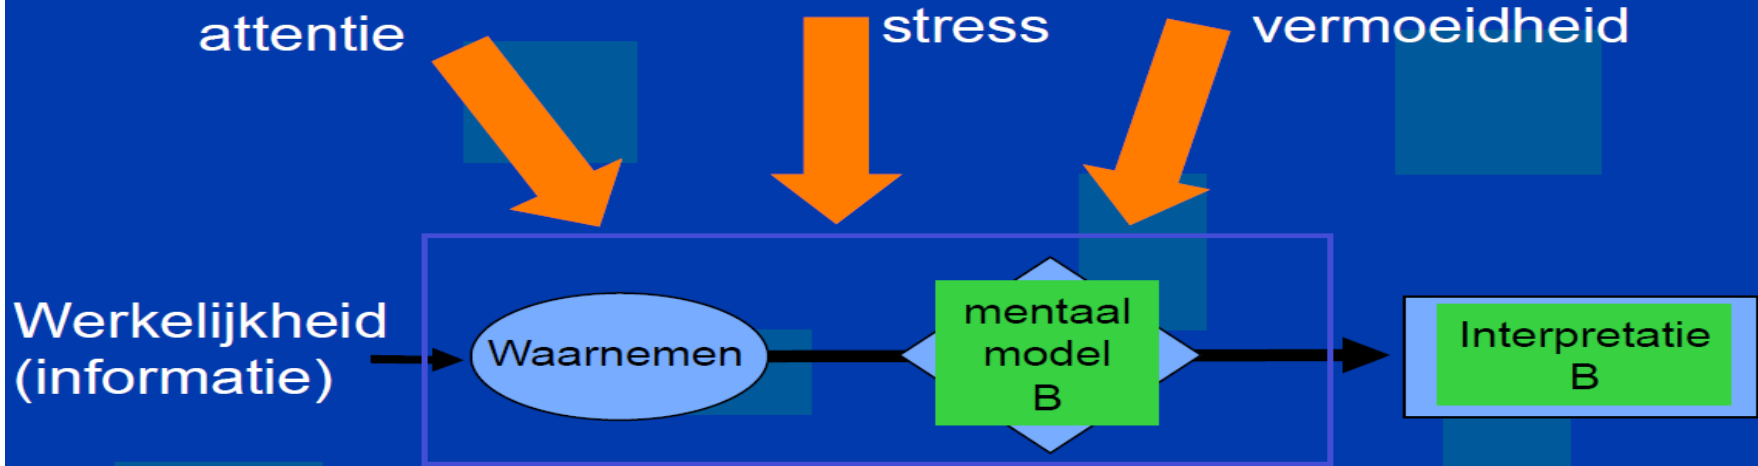 attentie
stress
vermoeidheid
Werkelijkheid
(informatie)
Waarnemen
mentaal
model
B
Interpretatie
B